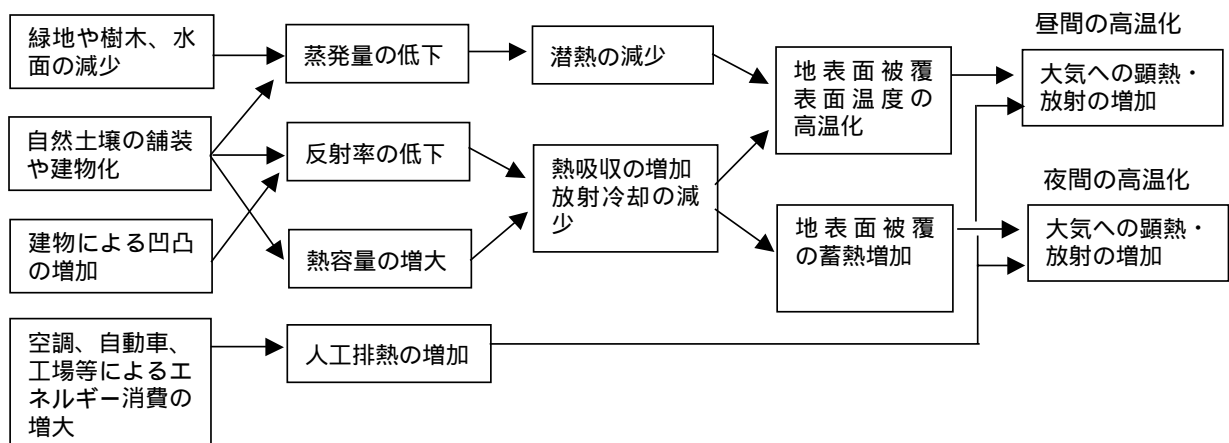 緑地や樹木、水
面の減少
自然土壌の舗装
や建物化
建物による凹凸
の増加
空調、自動車、
工場等によるエ
ネルギー消費の
増大
蒸発量の低下
反射率の低下
熱容量の増大
人工排熱の増加
潜熱の減少
熱吸収の増加
放射冷却の減
少
地表面被覆
表面温度の
高温化
地表面被覆
の蓄熱増加
昼間の高温化
大気への顕熱・
放射の増加
夜間の高温化
大気への顕熱・
放射の増加